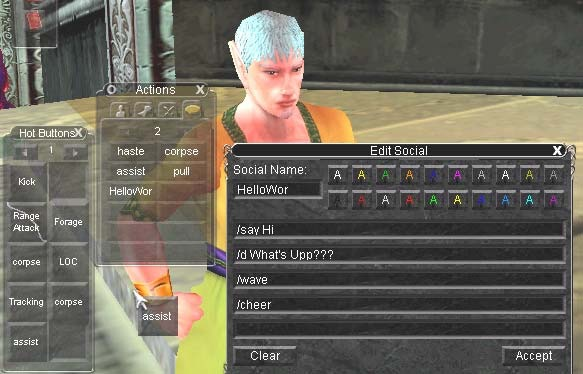 Actions X
2
haste corpse
assist pull
HelloWor
Hot Buttons X
1
Kick
Range Attack Forage
corpse LOC
Tracking corpse
assist
assist
Edit Social X
Social Name:
HelloWor
A A A A A A A A A A
A A A A A A A A A A
/say Hi
/d What's Upp???
/wave
/cheer
Clear Accept